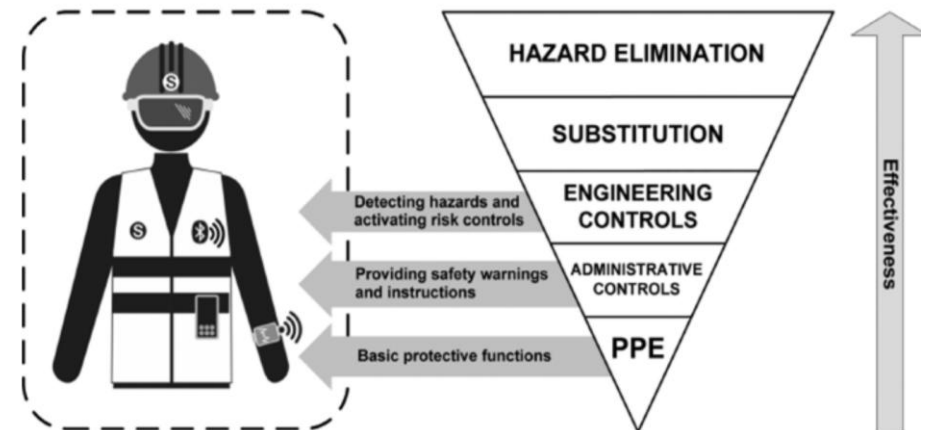 HAZARD ELIMINATION
SUBSTITUTION
Detecting hazards and
activating risk controls
ENGINEERING
CONTROLS
Providing safety warnings
and instructions
ADMINISTRATIVE
CONTROLS
Basic protective functions
PPE
Effectiveness
S
S